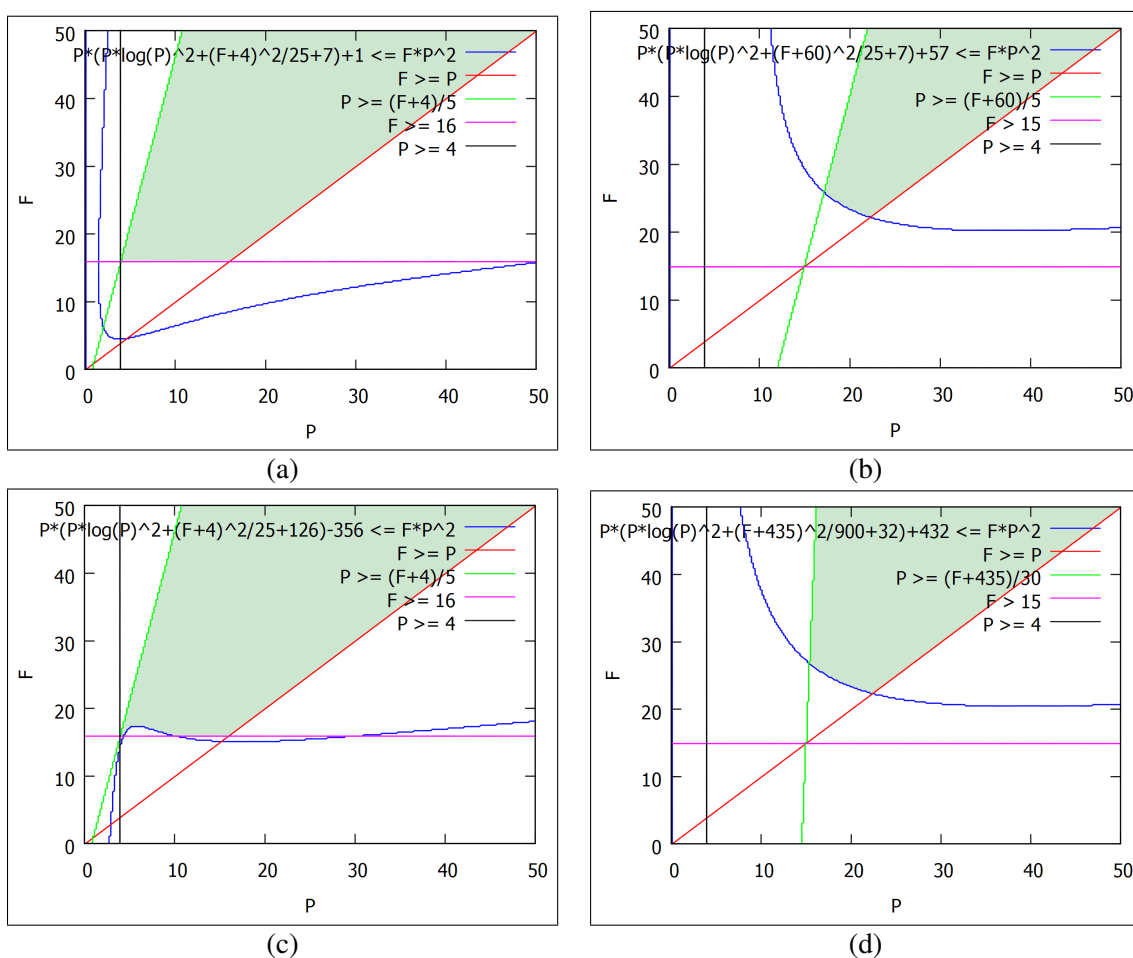 P*(P*log(P)^2+(F+4)^2/25+7)+1 <= F*P^2
F >= P
P >= (F+4)/5
F >= 16
P >= 4
50
40
30
20
10
0
F
0 10 20 30 40 50
P
(a)
P*(P*log(P)^2+(F+60)^2/25+7)+57 <= F*P^2
F >= P
P >= (F+60)/5
F > 15
P >= 4
50
40
30
20
10
0
F
0 10 20 30 40 50
P
(b)
P*(P*log(P)^2+(F+4)^2/25+126)-356 <= F*P^2
F >= P
P >= (F+4)/5
F >= 16
P >= 4
50
40
30
20
10
0
F
0 10 20 30 40 50
P
(c)
P*(P*log(P)^2+(F+435)^2/900+32)+432 <= F*P^2
F >= P
P >= (F+435)/30
F > 15
P >= 4
50
40
30
20
10
0
F
0 10 20 30 40 50
P
(d)